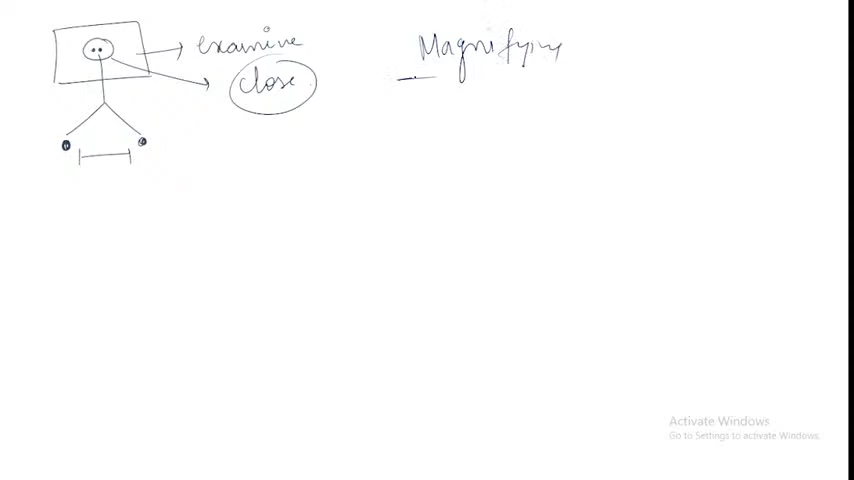 examine
close
Magnifying
Activate Windows
Go to Settings to activate Windows.